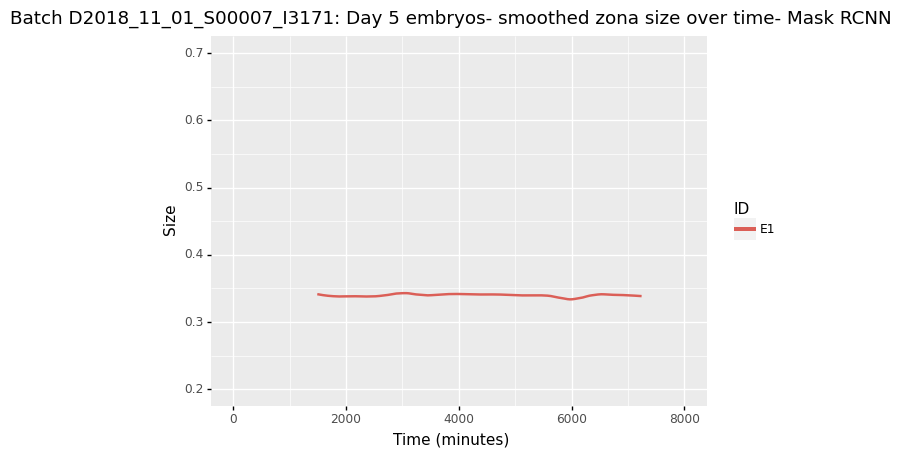 Batch D2018_11_01_S00007_I3171: Day 5 embryos- smoothed zona size over time- Mask RCNN
0.7
0.6
0.5
0.4
0.3
0.2
Size
0 2000 4000 6000 8000
Time (minutes)
ID
E1